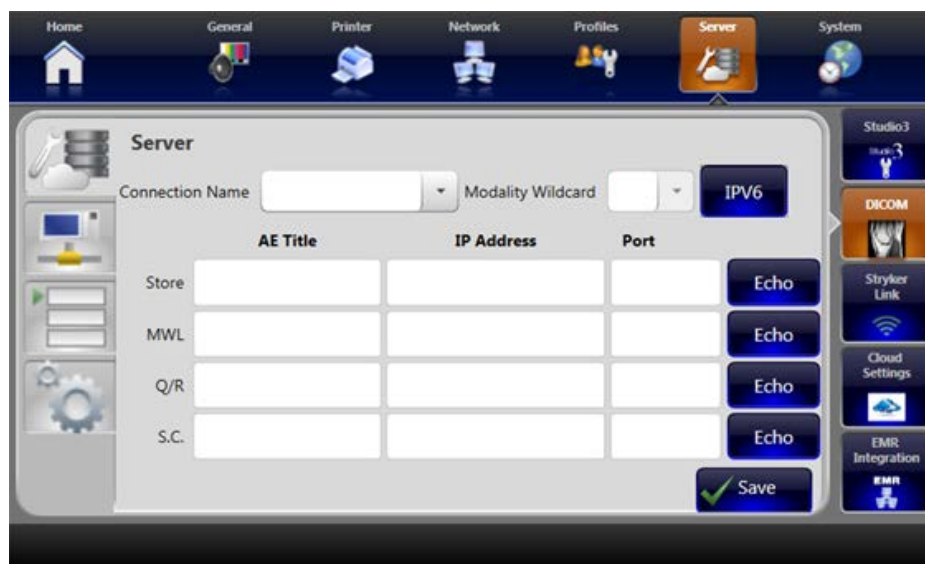 Home
General
Printer
Network
Profiles
Server
System
Server
Connection Name
Modality Wildcard
IPV6
AE Title
IP Address
Port
Store
Echo
MWL
Echo
Q/R
Echo
S.C.
Echo
Save
Studio3
3
DICOM
Stryker
Link
Cloud
Settings
EMR
Integration
EMR